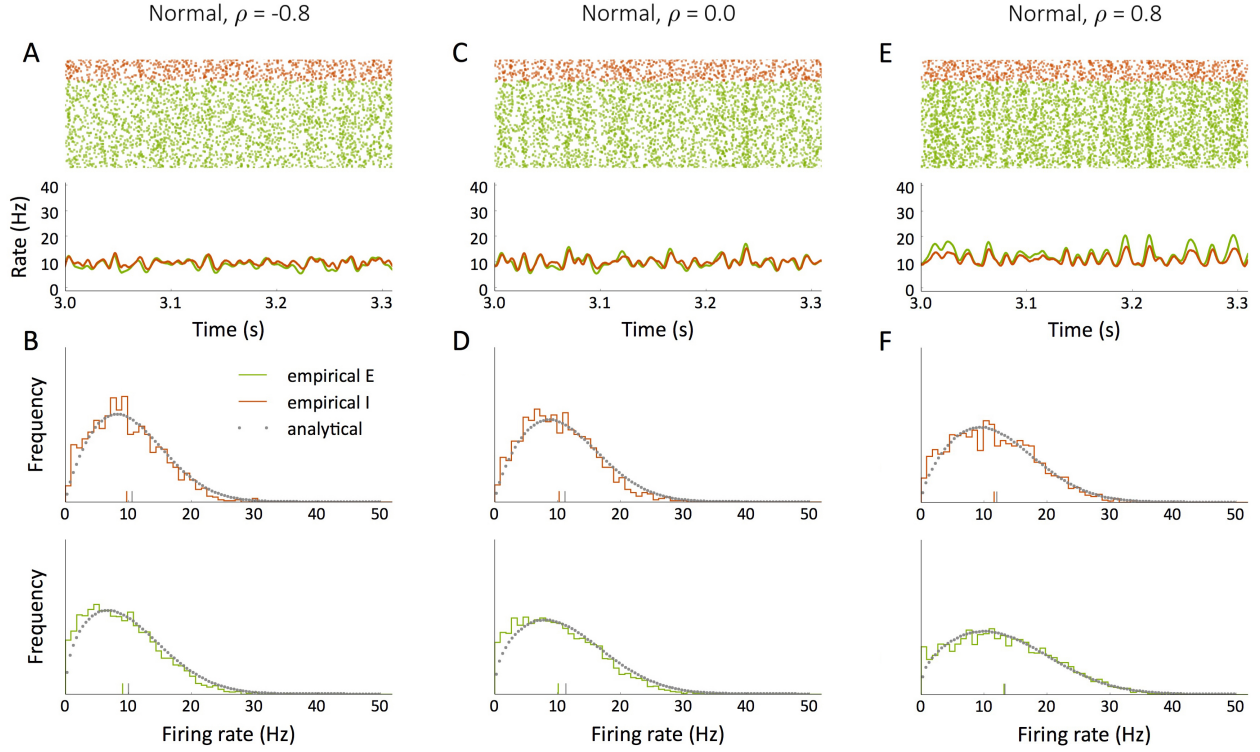 Normal, ρ = -0.8
Normal, ρ = 0.0
Normal, ρ = 0.8
A
C
E
Rate (Hz)
40
30
20
10
0
3.0 3.1 3.2 3.3
Time (s)
40
30
20
10
0
3.0 3.1 3.2 3.3
Time (s)
40
30
20
10
0
3.0 3.1 3.2 3.3
Time (s)
B
D
F
Frequency
empirical E
empirical I
analytical
0 10 20 30 40 50
0 10 20 30 40 50
0 10 20 30 40 50
Frequency
0 10 20 30 40 50
Firing rate (Hz)
0 10 20 30 40 50
Firing rate (Hz)
0 10 20 30 40 50
Firing rate (Hz)